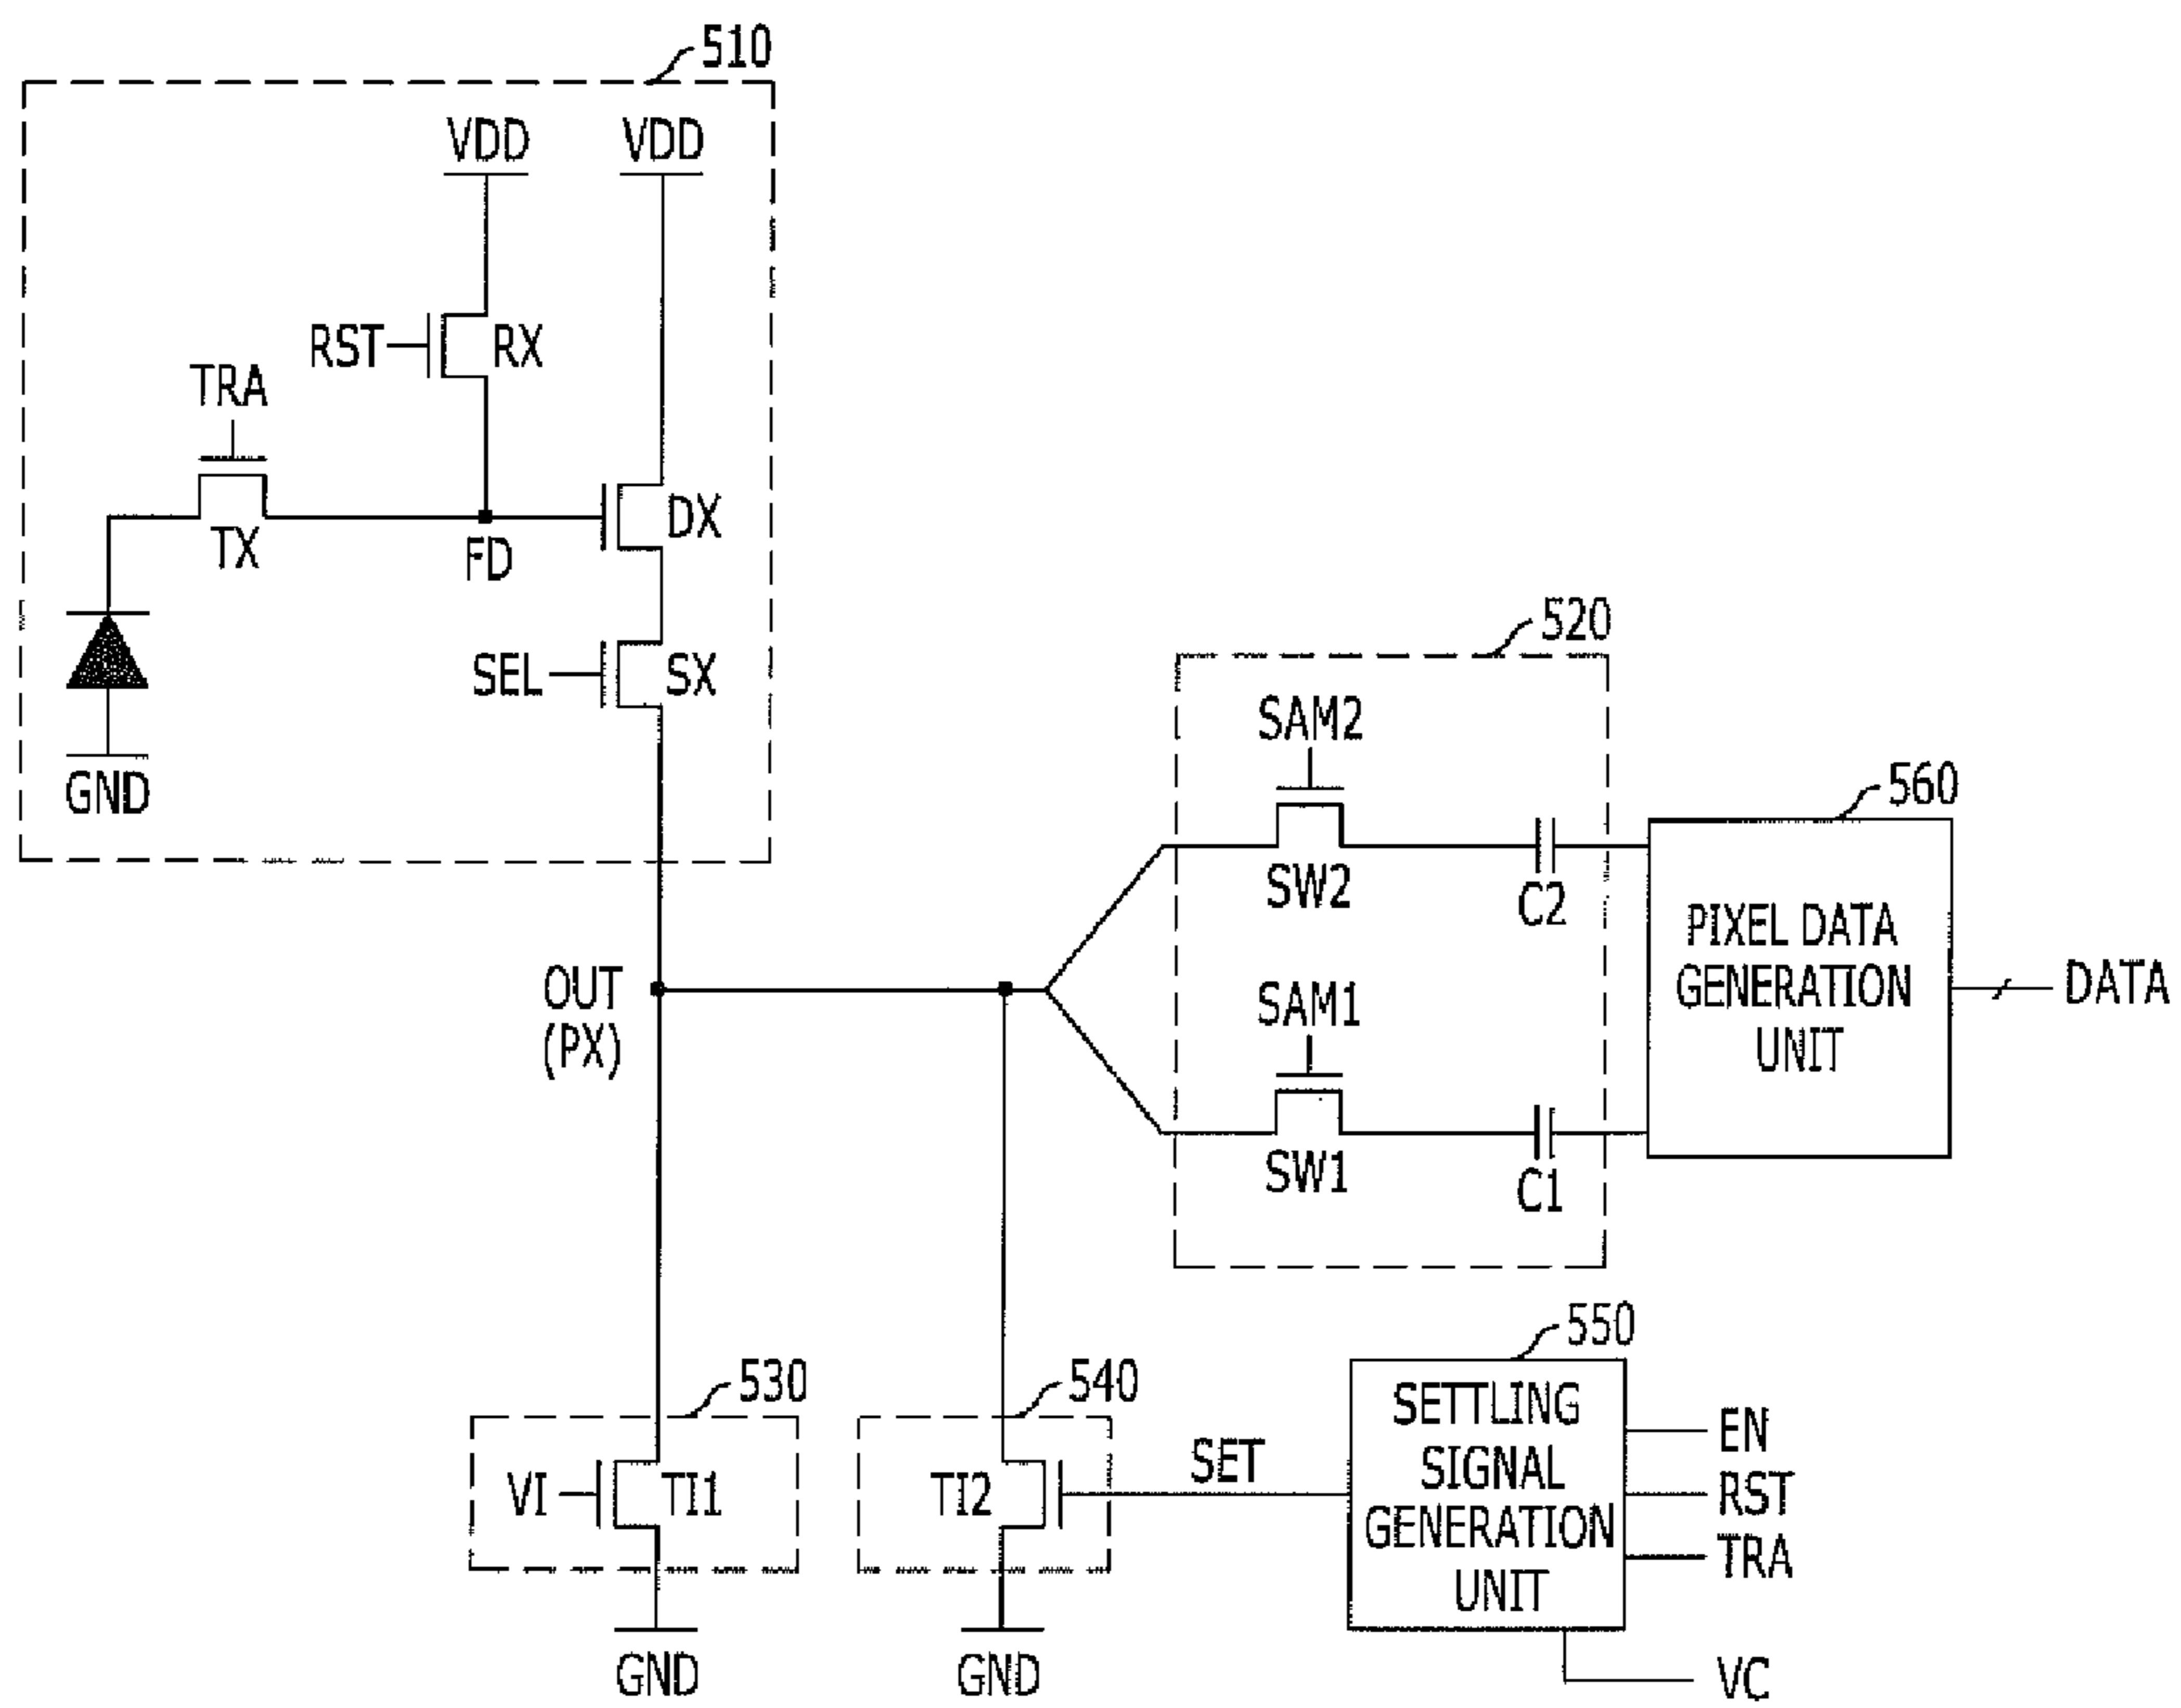 510
VDD
VDD
RST
RX
TRA
TX
FD
DX
SEL
SX
GND
520
SAM2
SW2
C2
560
PIXEL DATA
GENERATION
UNIT
DATA
OUT
(PX)
SAM1
SW1
C1
530
VI
TI1
GND
540
TI2
GND
SET
550
SETTLING
SIGNAL
GENERATION
UNIT
EN
RST
TRA
VC